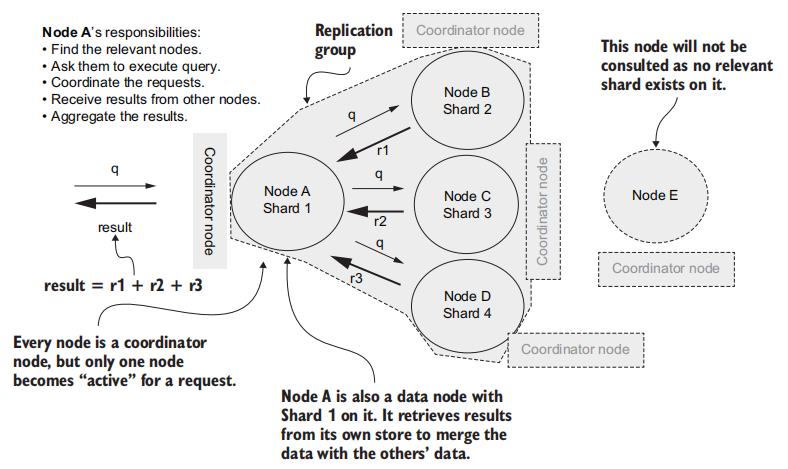 Node A's responsibilities:
• Find the relevant nodes.
• Ask them to execute query.
• Coordinate the requests.
• Receive results from other nodes.
• Aggregate the results.
Replication
group
Coordinator node
This node will not be
consulted as no relevant
shard exists on it.
Node B
Shard 2
q
r1
q
result
Coordinator node
Node A
Shard 1
q
r2
Node C
Shard 3
Coordinator node
Node E
Coordinator node
q
r3
Node D
Shard 4
Coordinator node
result = r1 + r2 + r3
Every node is a coordinator
node, but only one node
becomes “active” for a request.
Node A is also a data node with
Shard 1 on it. It retrieves results
from its own store to merge the
data with the others’ data.